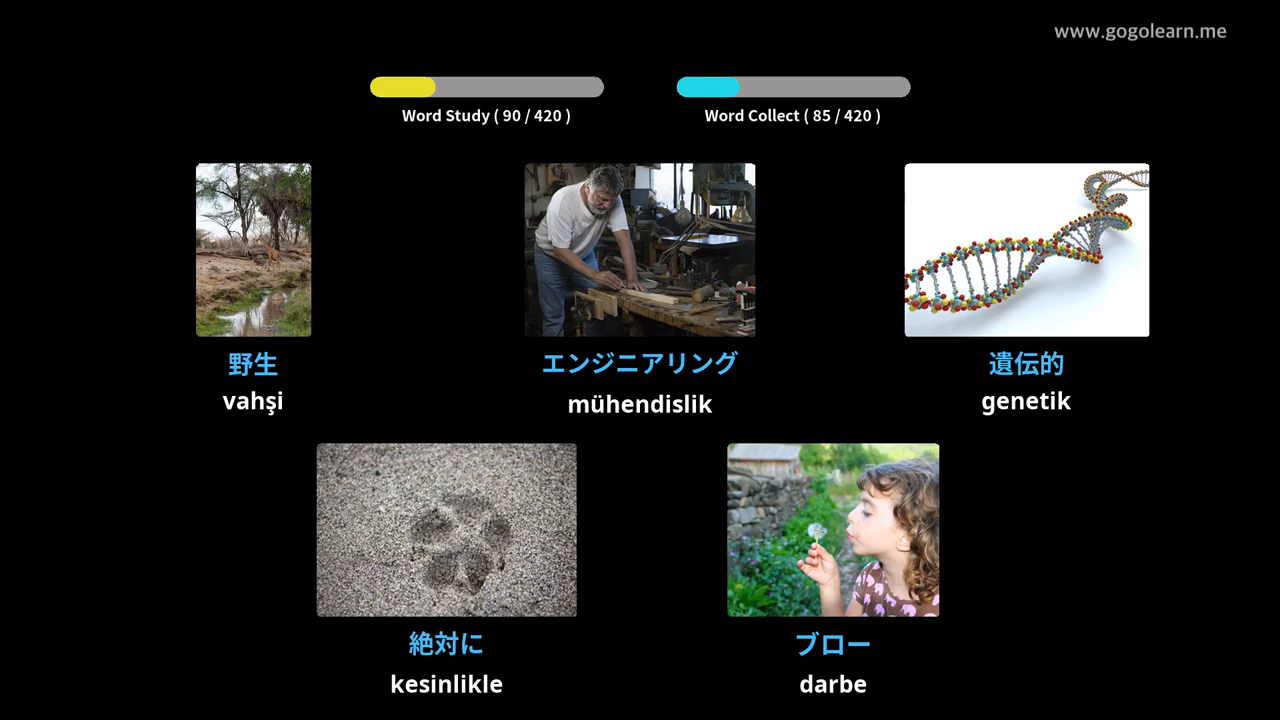 www.gogolearn.me
Word Study ( 90 / 420 )
Word Collect ( 85 / 420 )
野生
vahşi
エンジニアリング
mühendislik
遺伝的
genetik
絶対に
kesinlikle
ブロー
darbe